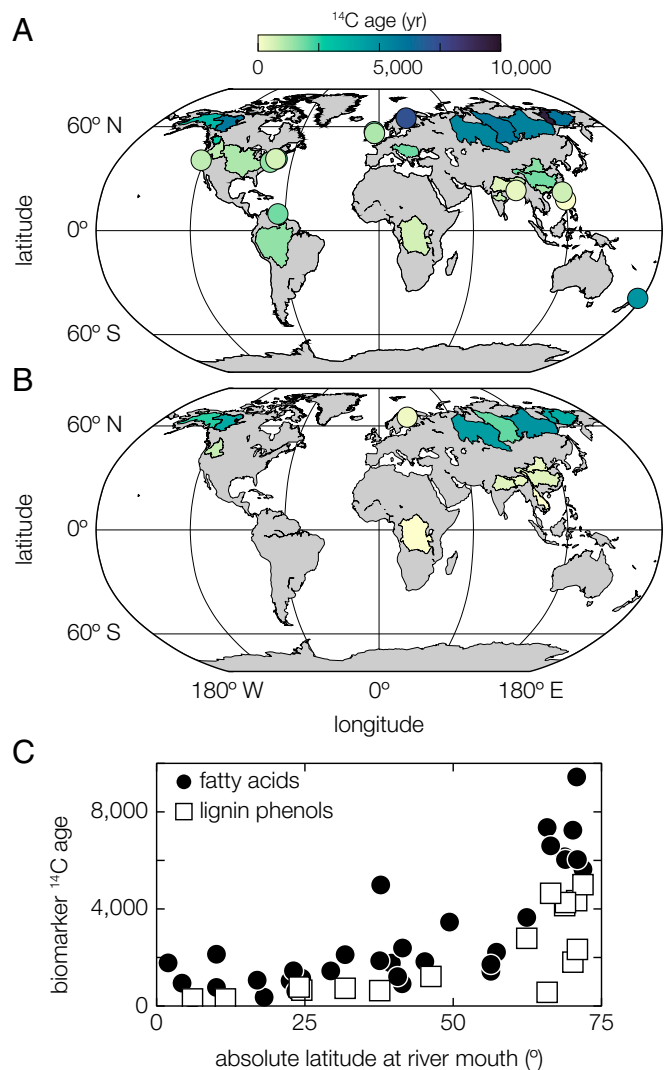 A
¹⁴C age (yr)
0 5,000 10,000
60º N
0º
60º S
latitude
B
60º N
0º
60º S
latitude
180º W 0º 180º E
longitude
C
fatty acids
lignin phenols
8,000
4,000
0
biomarker ¹⁴C age
0 25 50 75
absolute latitude at river mouth (º)